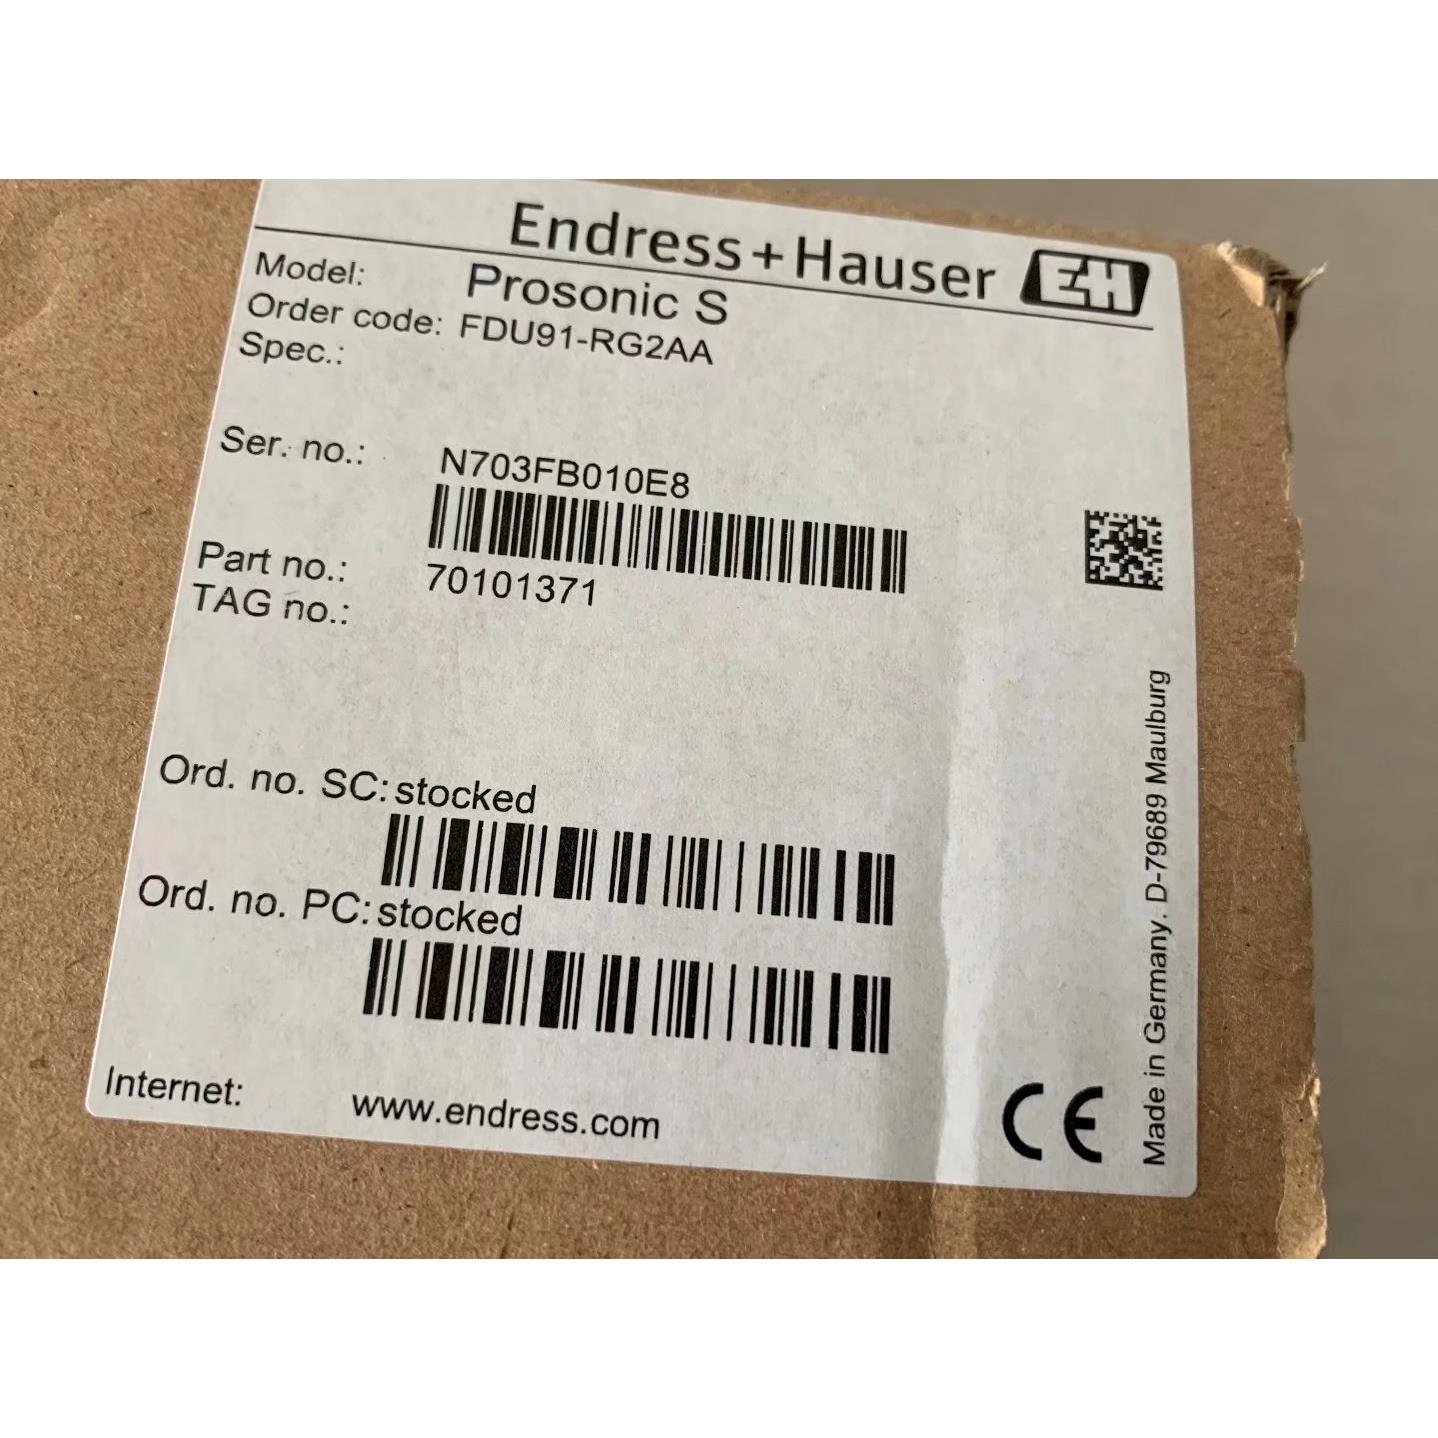 Endress+Hauser EH
Model: Prosonic S
Order code: FDU91-RG2AA
Spec.:
Ser. no.: N703FB010E8
Part no.: 70101371
TAG no.:
Ord. no. SC: stocked
Ord. no. PC: stocked
Internet: www.endress.com
CE
Made in Germany. D-79689 Maulburg